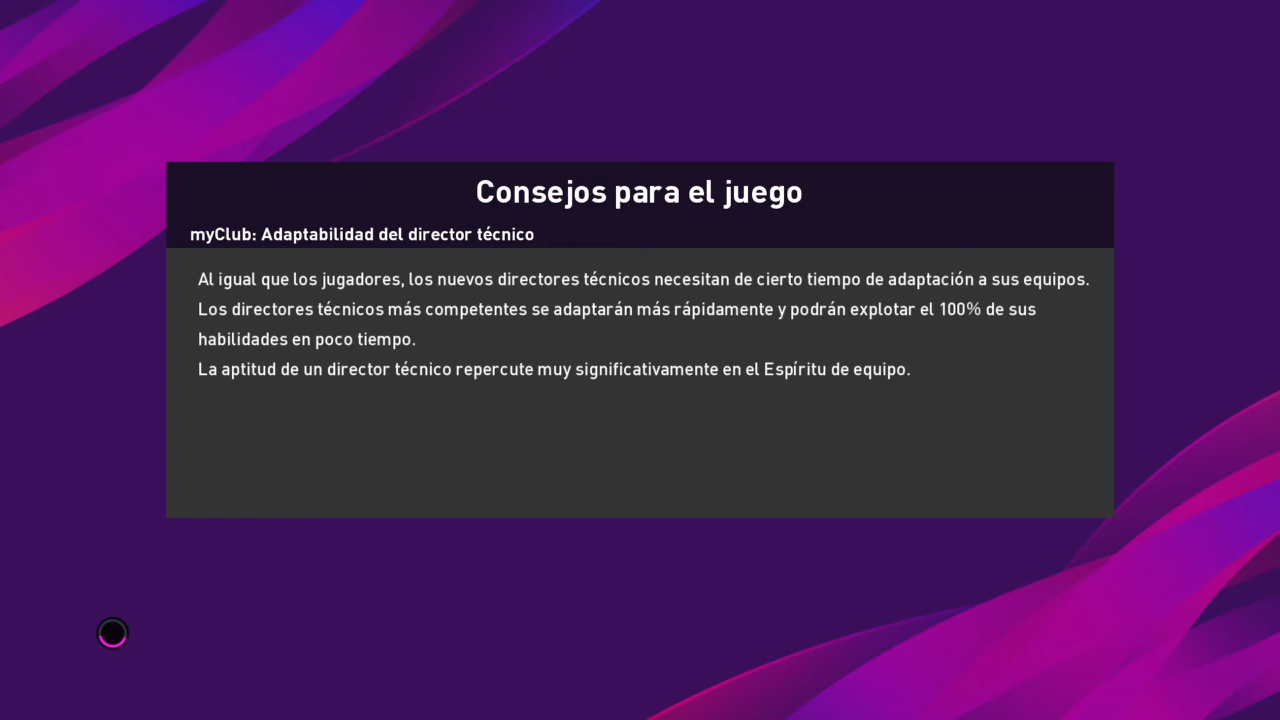 Consejos para el juego
myClub: Adaptabilidad del director técnico
Al igual que los jugadores, los nuevos directores técnicos necesitan de cierto tiempo de adaptación a sus equipos.
Los directores técnicos más competentes se adaptarán más rápidamente y podrán explotar el 100% de sus
habilidades en poco tiempo.
La aptitud de un director técnico repercute muy significativamente en el Espíritu de equipo.